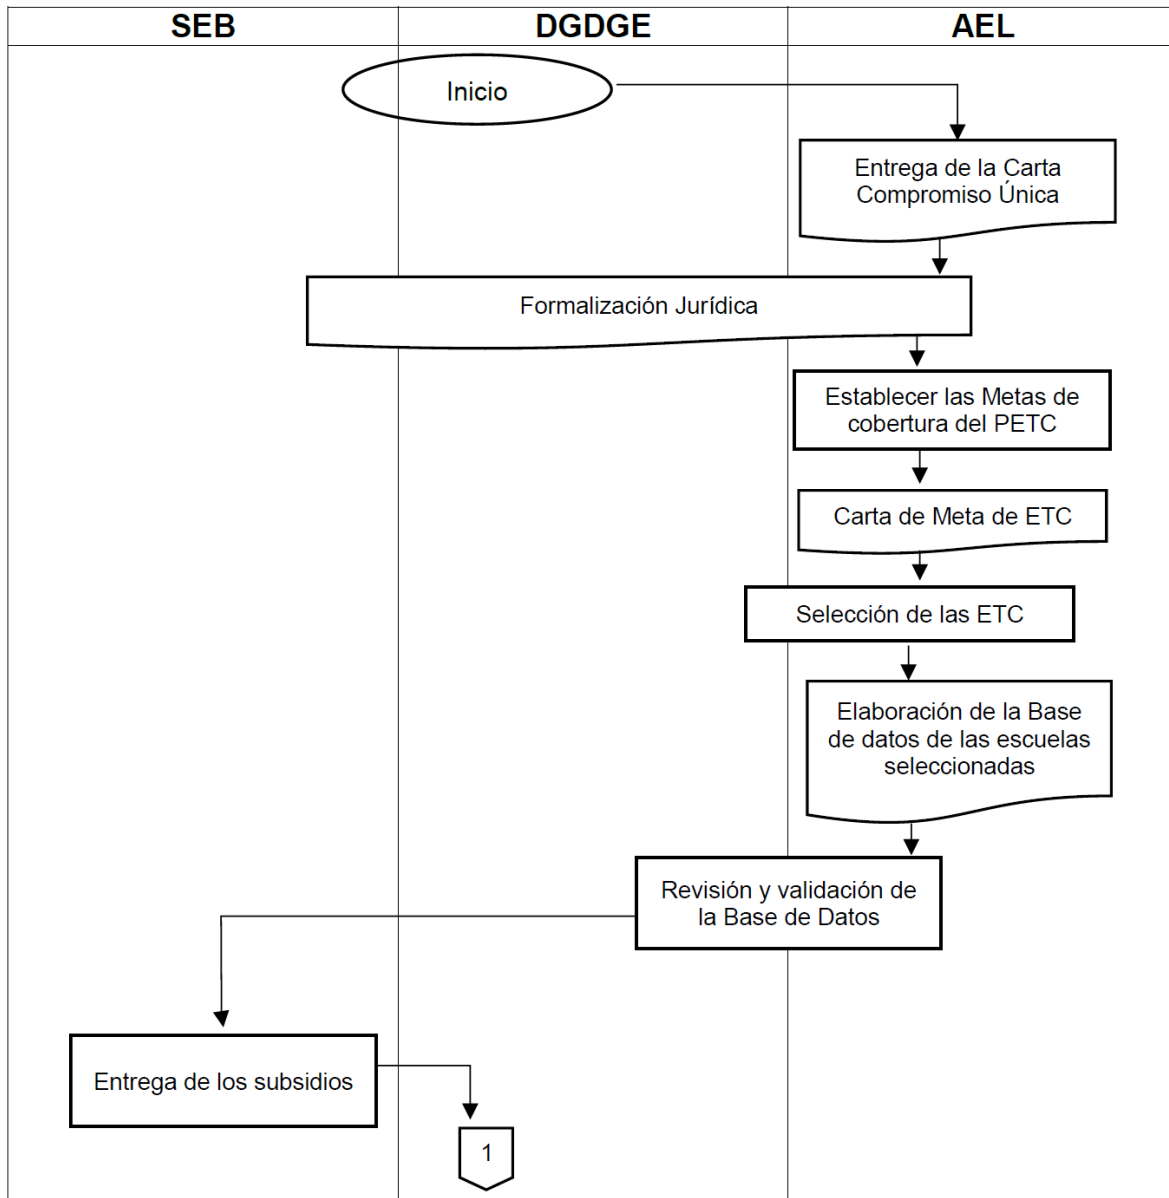 SEB
DGDGE
AEL
Inicio
Entrega de la Carta
Compromiso Única
Formalización Jurídica
Establecer las Metas de
cobertura del PETC
Carta de Meta de ETC
Selección de las ETC
Elaboración de la Base
de datos de las escuelas
seleccionadas
Revisión y validación de
la Base de Datos
Entrega de los subsidios
1